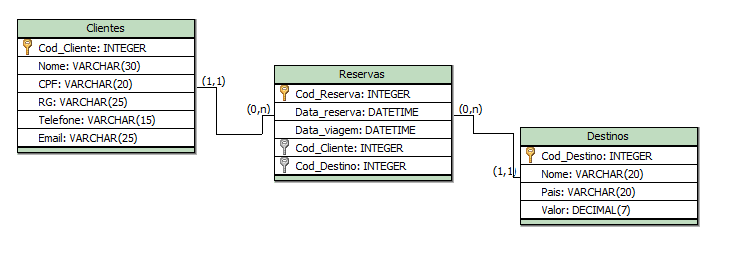 Clientes
Cod_Cliente: INTEGER
Nome: VARCHAR(30)
CPF: VARCHAR(20)
RG: VARCHAR(25)
Telefone: VARCHAR(15)
Email: VARCHAR(25)
(1,1)
(0,n)
Reservas
Cod_Reserva: INTEGER
Data_reserva: DATETIME
Data_viagem: DATETIME
Cod_Cliente: INTEGER
Cod_Destino: INTEGER
(0,n)
(1,1)
Destinos
Cod_Destino: INTEGER
Nome: VARCHAR(20)
Pais: VARCHAR(20)
Valor: DECIMAL(7)